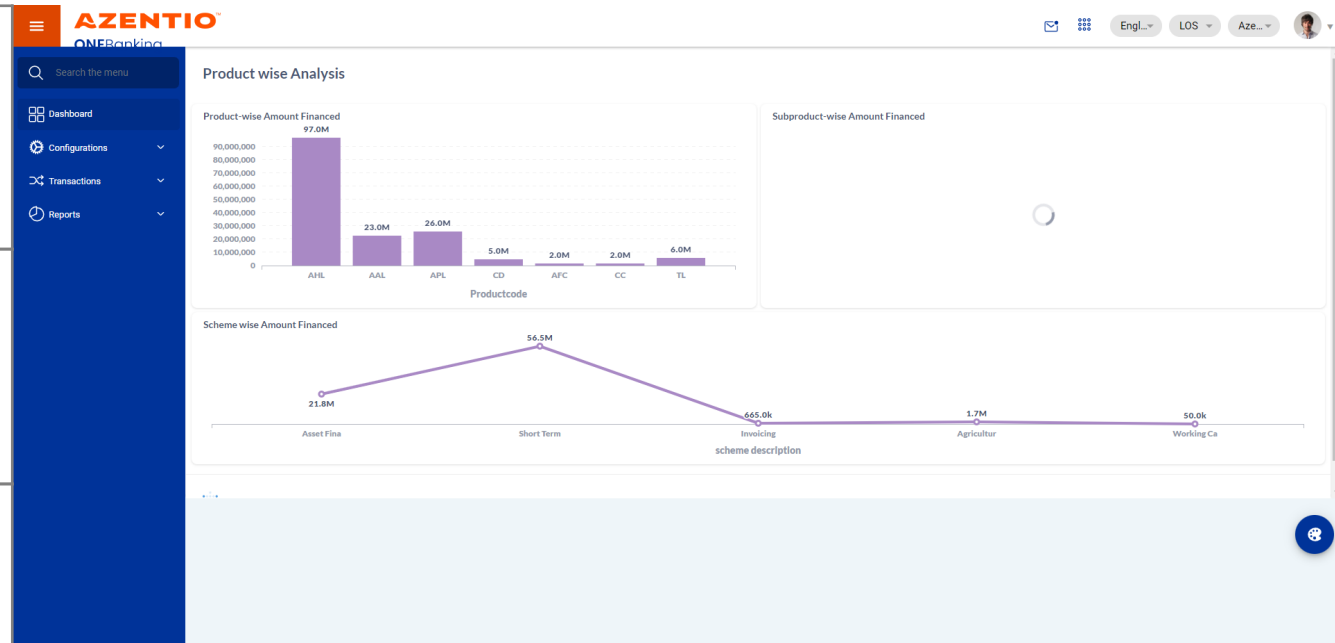 AZENTIO
ONEBanking
Engl...
LOS
Aze...
Search the menu
Dashboard
Configurations
Transactions
Reports
Product wise Analysis
Product-wise Amount Financed
97.0M
90,000,000
80,000,000
70,000,000
60,000,000
50,000,000
40,000,000
30,000,000
20,000,000
10,000,000
0
23.0M
26.0M
5.0M
2.0M
2.0M
6.0M
AHL AAL APL CD AFC CC TL
Productcode
Subproduct-wise Amount Financed
Scheme wise Amount Financed
56.5M
21.8M
665.0k
1.7M
50.0k
Asset Fina Short Term Invoicing Agricultur Working Ca
scheme description